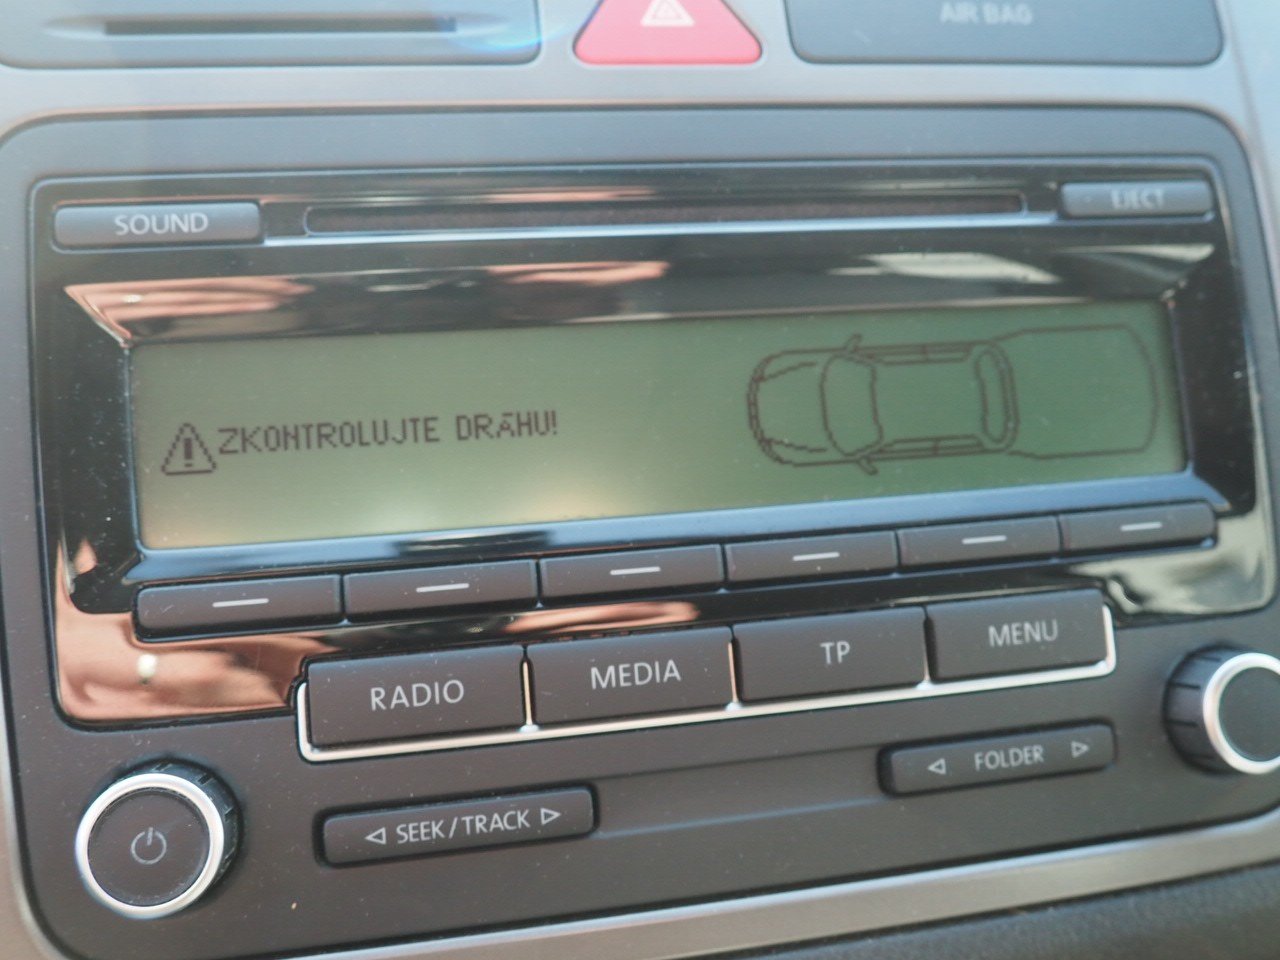 AIR BAG
SOUND
EJECT
ZKONTROLUJTE DRÁHU!
RADIO
MEDIA
TP
MENU
SEEK / TRACK
FOLDER